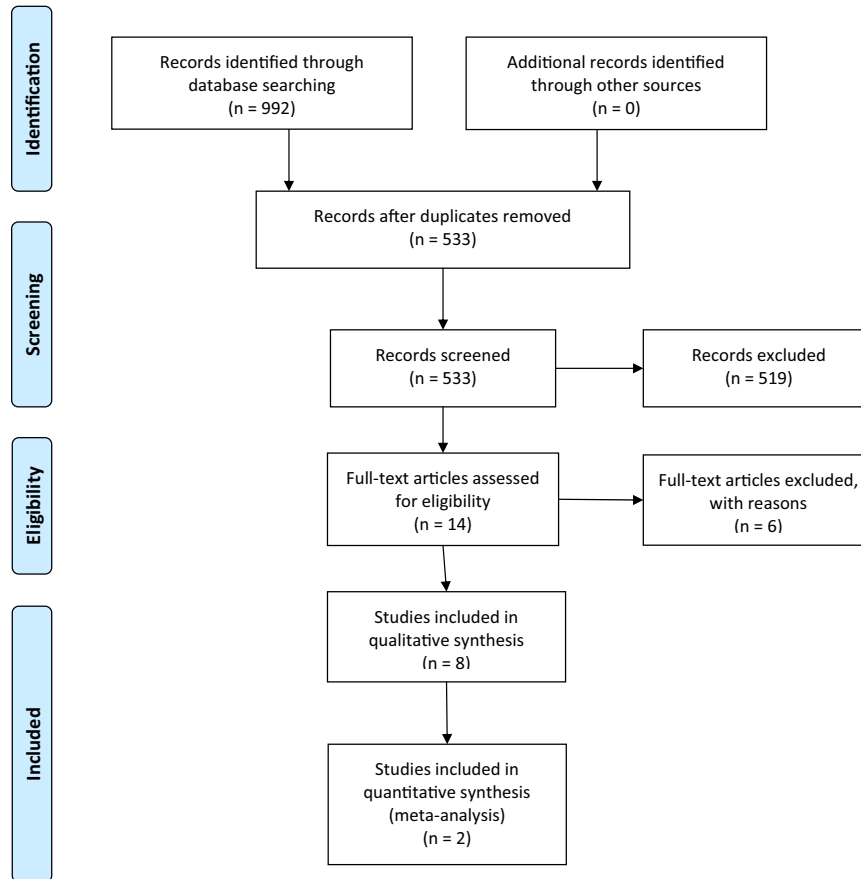 Identification
Records identified through
database searching
(n = 992)
Additional records identified
through other sources
(n = 0)
Records after duplicates removed
(n = 533)
Screening
Records screened
(n = 533)
Records excluded
(n = 519)
Eligibility
Full-text articles assessed
for eligibility
(n = 14)
Full-text articles excluded,
with reasons
(n = 6)
Included
Studies included in
qualitative synthesis
(n = 8)
Studies included in
quantitative synthesis
(meta-analysis)
(n = 2)